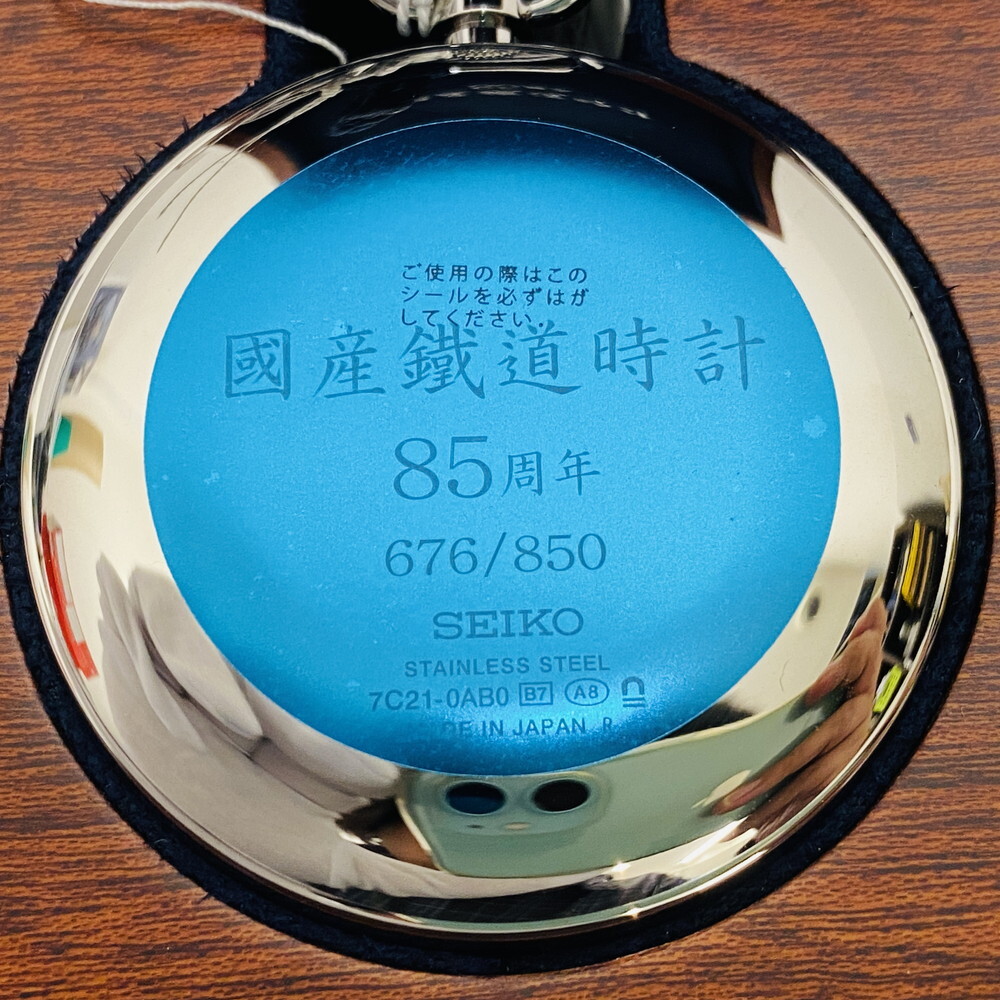 ご使用の際はこの
シールを必ずはが
してください。
國産鐵道時計
85周年
676/850
SEIKO
STAINLESS STEEL
7C21-0AB0 B7 A8
DE IN JAPAN R